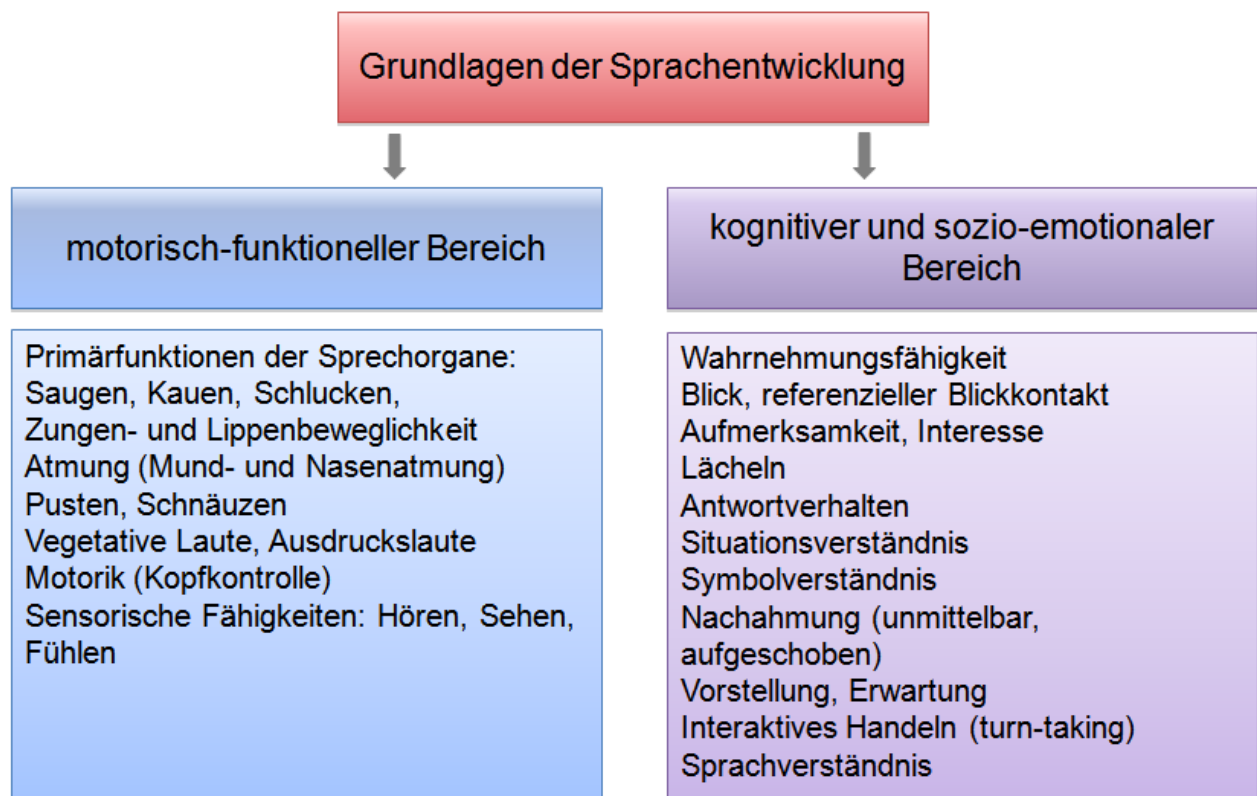 Grundlagen der Sprachentwicklung
motorisch-funktioneller Bereich
Primärfunktionen der Sprechorgane:
Saugen, Kauen, Schlucken,
Zungen- und Lippenbeweglichkeit
Atmung (Mund- und Nasenatmung)
Pusten, Schnäuzen
Vegetative Laute, Ausdruckslaute
Motorik (Kopfkontrolle)
Sensorische Fähigkeiten: Hören, Sehen,
Fühlen
kognitiver und sozio-emotionaler
Bereich
Wahrnehmungsfähigkeit
Blick, referenzieller Blickkontakt
Aufmerksamkeit, Interesse
Lächeln
Antwortverhalten
Situationsverständnis
Symbolverständnis
Nachahmung (unmittelbar,
aufgeschoben)
Vorstellung, Erwartung
Interaktives Handeln (turn-taking)
Sprachverständnis